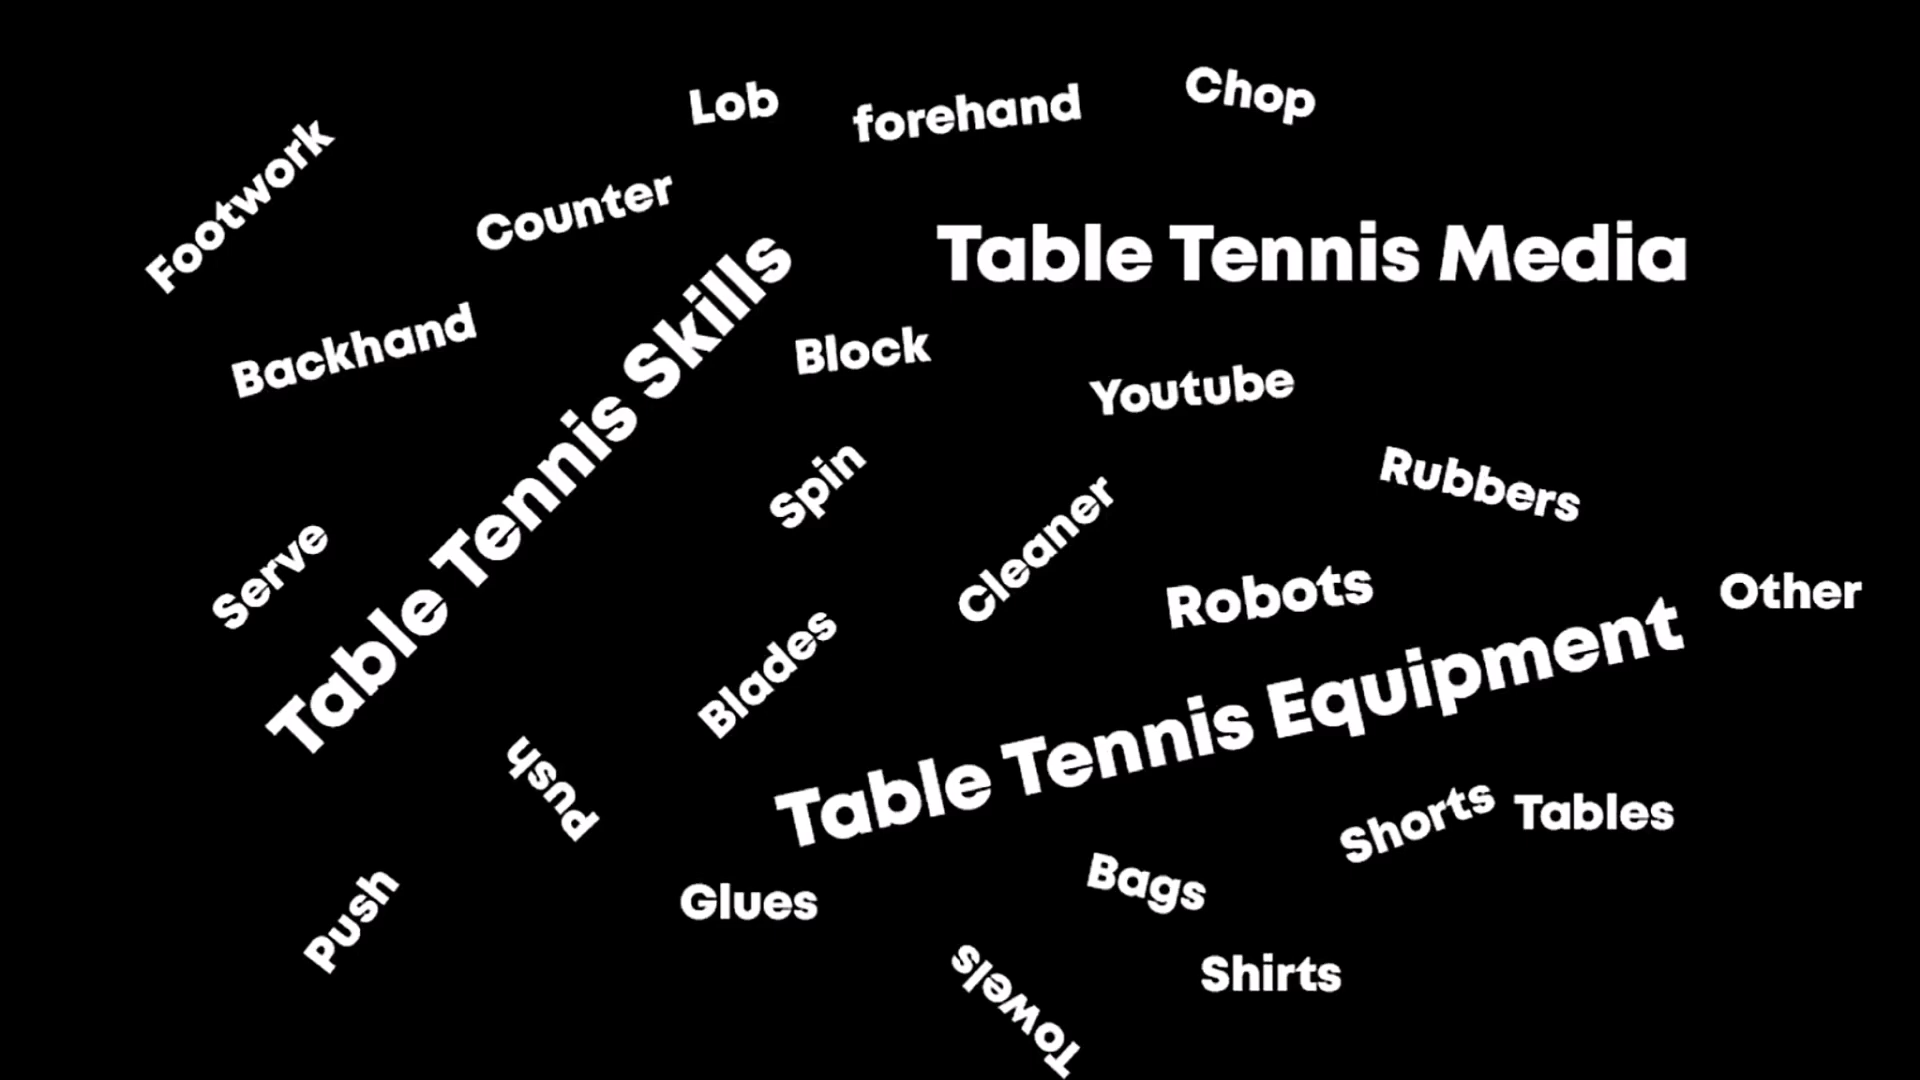 Lob
forehand
Chop
Footwork
Counter
Table Tennis Media
Backhand
Table Tennis Skills
Block
Youtube
Spin
Rubbers
Serve
Cleaner
Robots
Other
Blades
Table Tennis Equipment
Push
Shorts
Tables
Push
Glues
Bags
Towels
Shirts